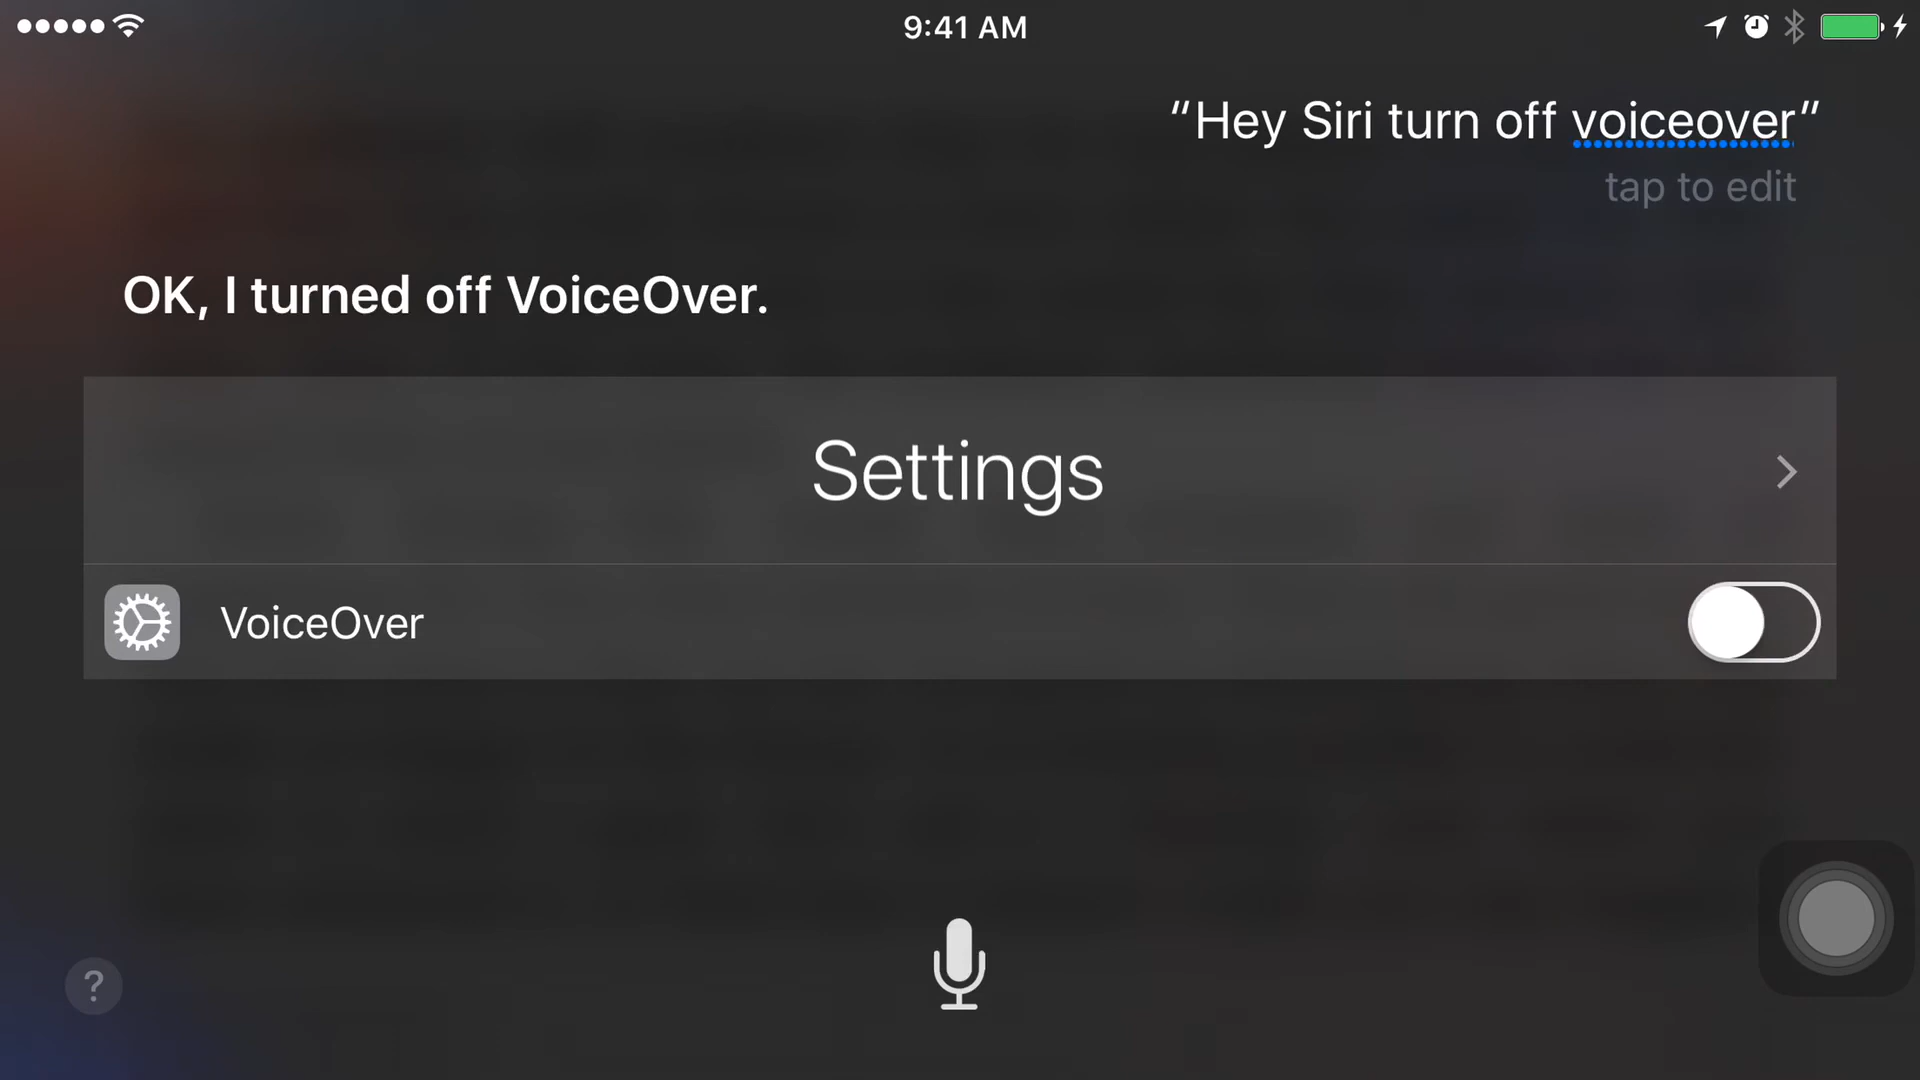 9:41 AM
“Hey Siri turn off voiceover”
tap to edit
OK, I turned off VoiceOver.
Settings
VoiceOver
?